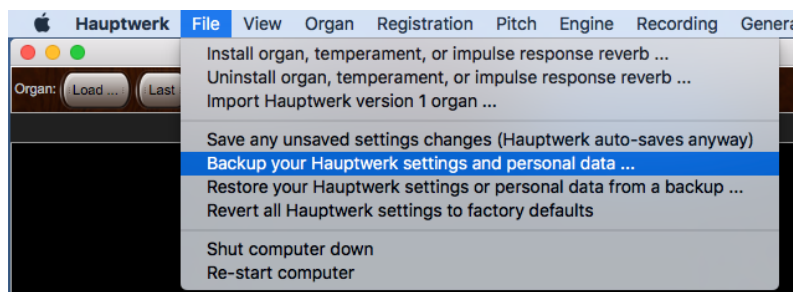 Hauptwerk File View Organ Registration Pitch Engine Recording
Install organ, temperament, or impulse response reverb ...
Uninstall organ, temperament, or impulse response reverb ...
Organ: Load ... Last
Import Hauptwerk version 1 organ ...
Save any unsaved settings changes (Hauptwerk auto-saves anyway)
Backup your Hauptwerk settings and personal data ...
Restore your Hauptwerk settings or personal data from a backup ...
Revert all Hauptwerk settings to factory defaults
Shut computer down
Re-start computer